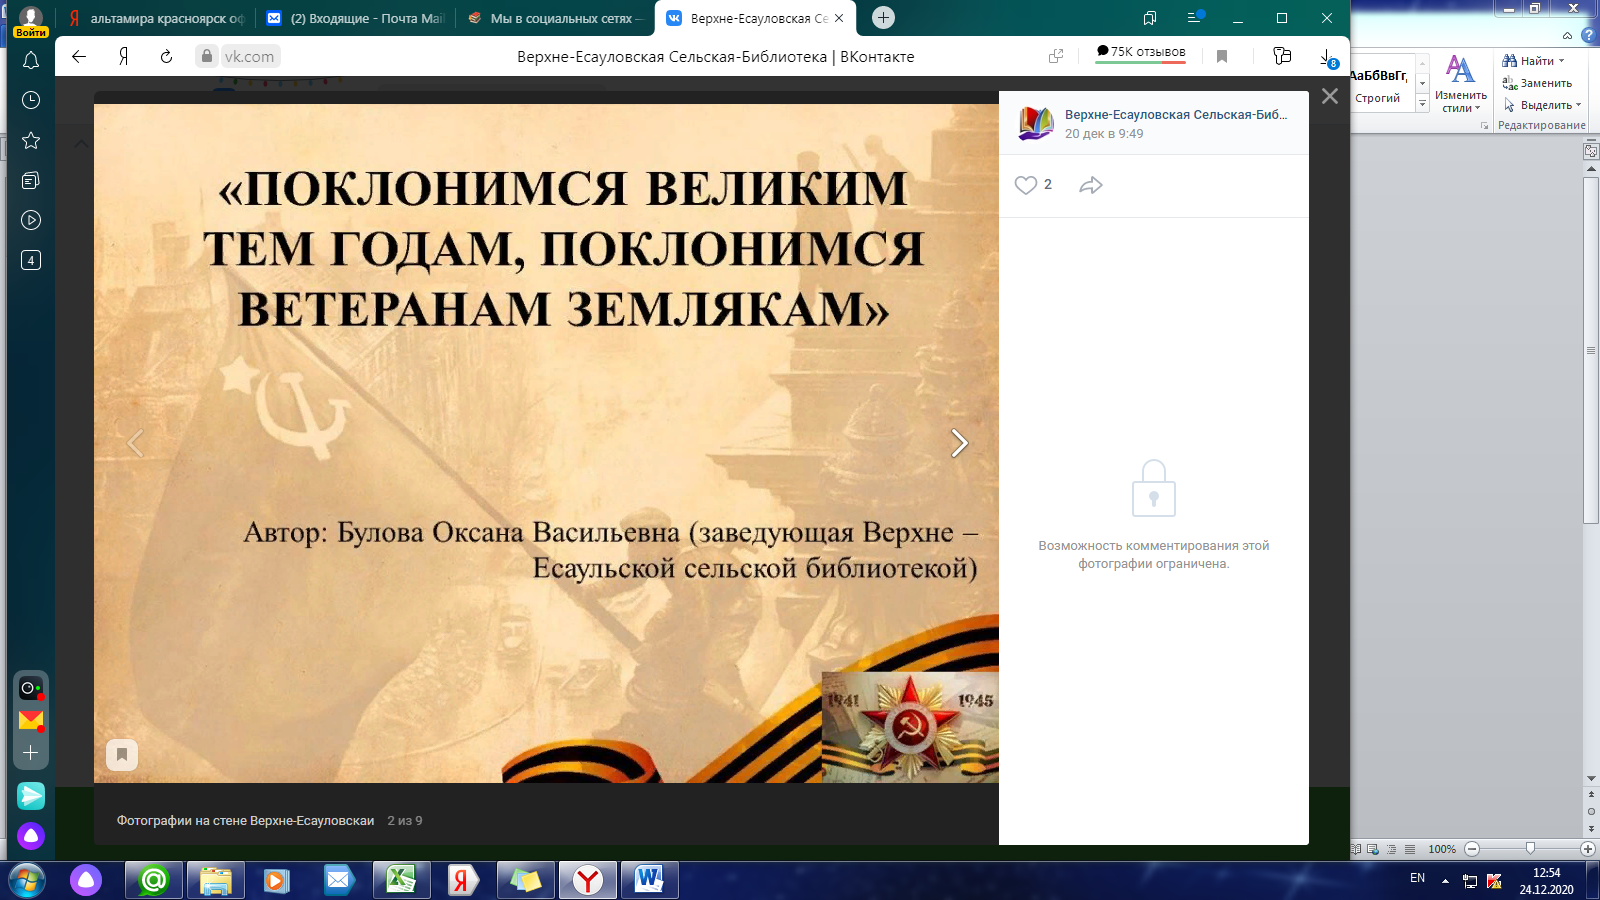 Войти
альтамира красноярск оф
(2) Входящие - Почта Mail
Мы в социальных сетях —
Верхне-Есауловская Се
vk.com
Верхне-Есауловская Сельская-Библиотека | ВКонтакте
75K отзывов
8
4
«ПОКЛОНИМСЯ ВЕЛИКИМ
ТЕМ ГОДАМ, ПОКЛОНИМСЯ
ВЕТЕРАНАМ ЗЕМЛЯКАМ»
Автор: Булова Оксана Васильевна (заведующая Верхне –
Есаульской сельской библиотекой)
1941
1945
Фотографии на стене Верхне-Есауловскаи 2 из 9
Верхне-Есауловская Сельская-Биб...
20 дек в 9:49
2
Возможность комментирования этой
фотографии ограничена.
АаБбВвГг,
Строгий
Изменить
стили
Найти
Заменить
Выделить
Редактирование
100%
EN
12:54
24.12.2020